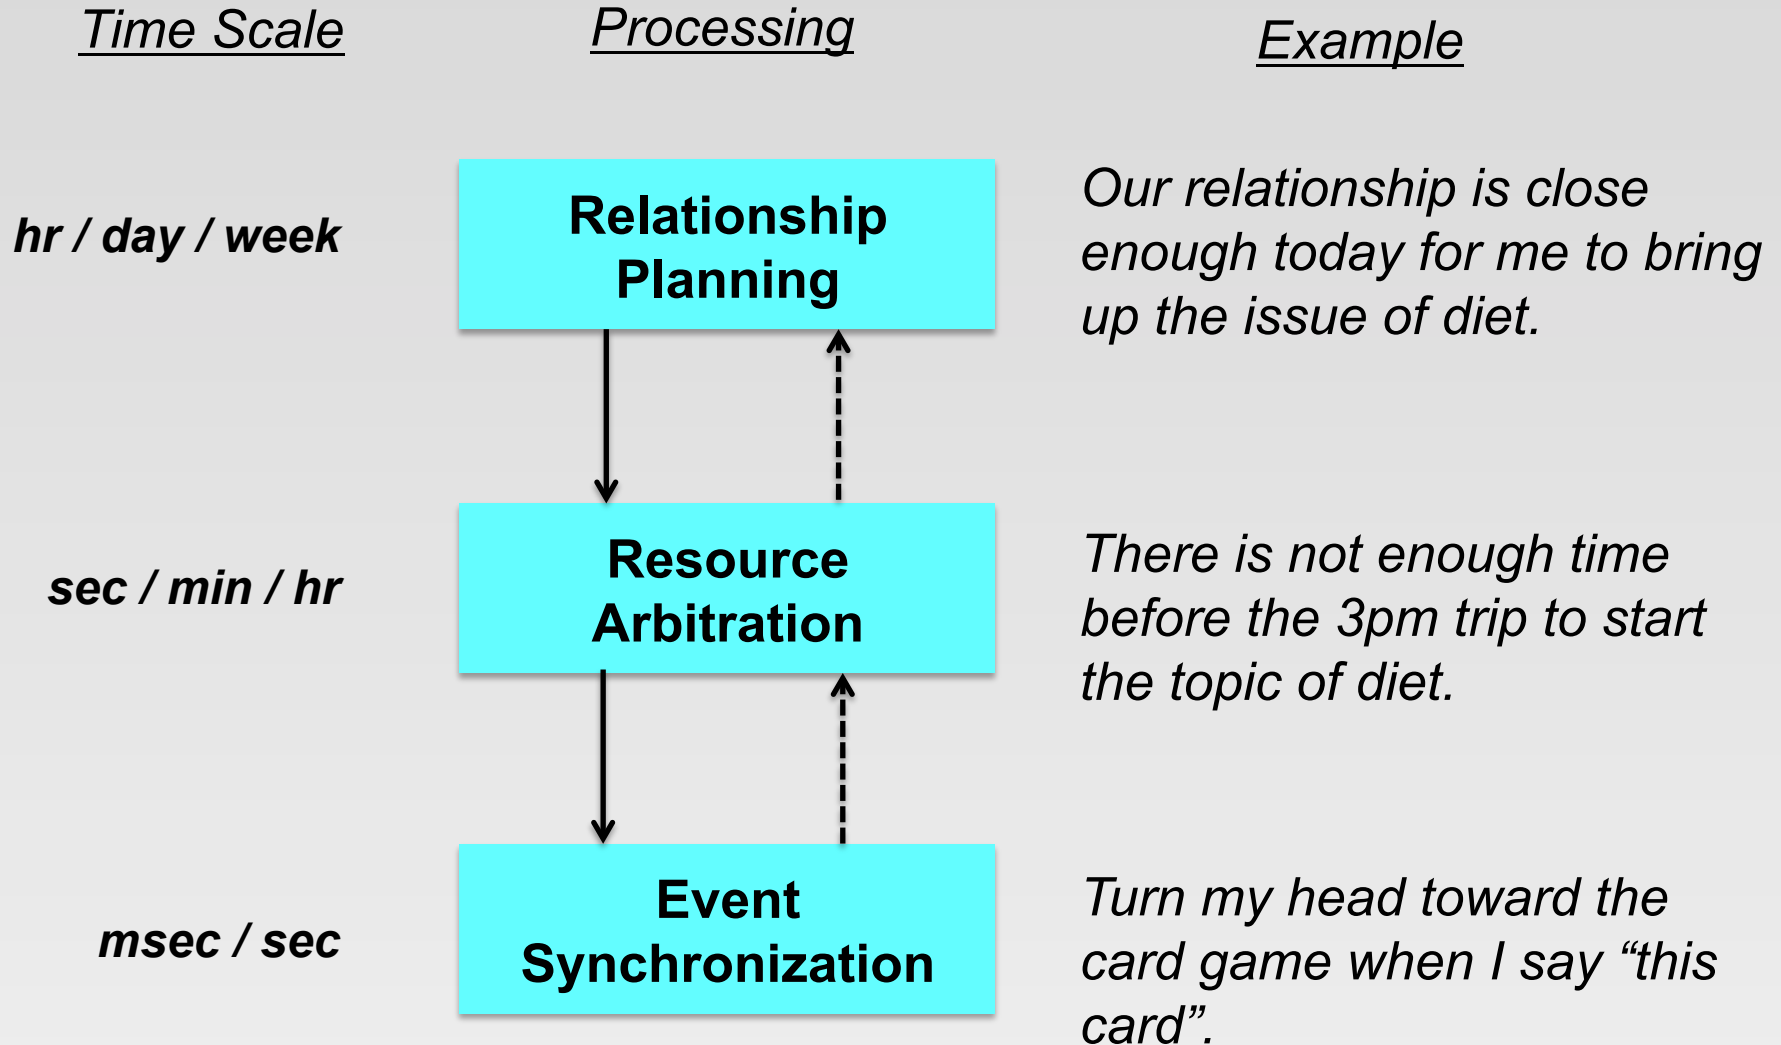 Time Scale
Processing
Example
hr / day / week
Relationship
Planning
Our relationship is close
enough today for me to bring
up the issue of diet.
sec / min / hr
Resource
Arbitration
There is not enough time
before the 3pm trip to start
the topic of diet.
msec / sec
Event
Synchronization
Turn my head toward the
card game when I say “this
card”.